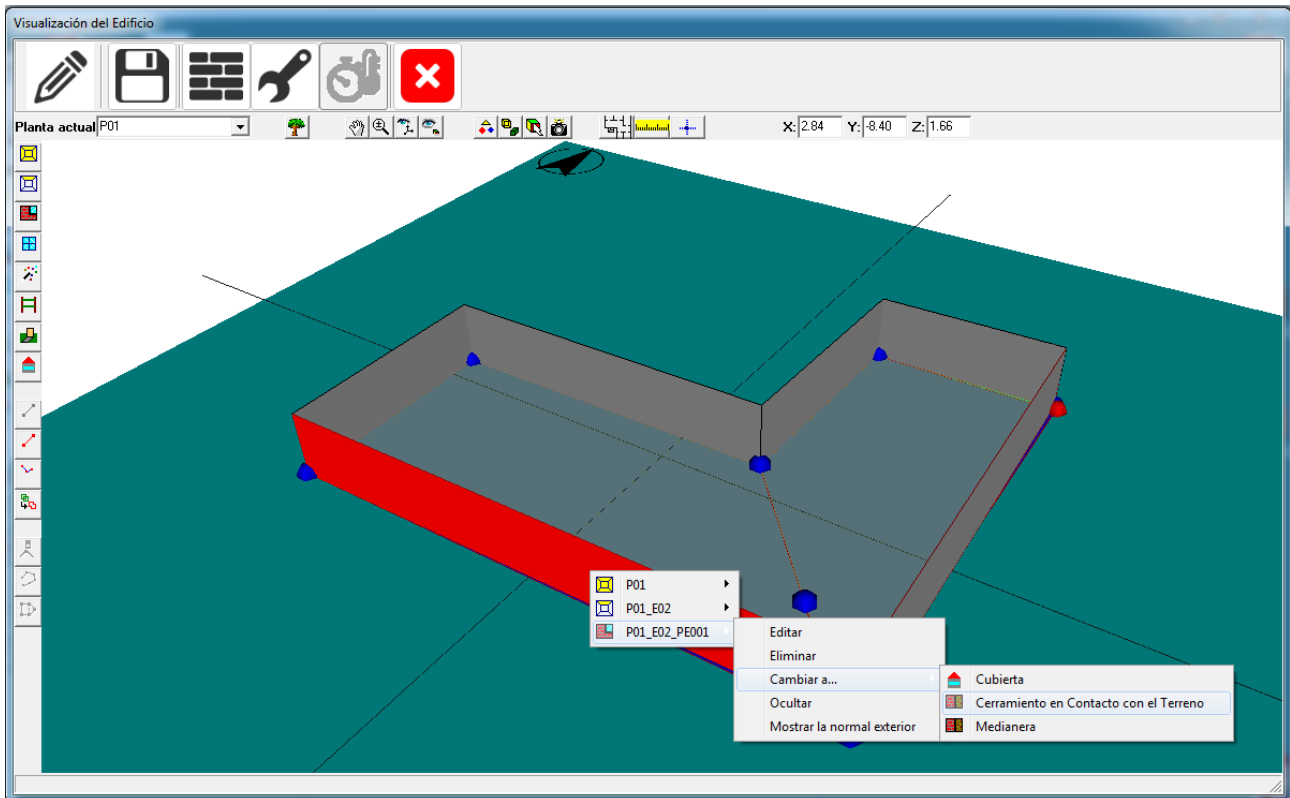 Visualización del Edificio
Planta actual P01 X: 2.84 Y: -8.40 Z: 1.66
P01
P01_E02
P01_E02_PE001
Editar
Eliminar
Cambiar a...
Ocultar
Mostrar la normal exterior
Cubierta
Cerramiento en Contacto con el Terreno
Medianera